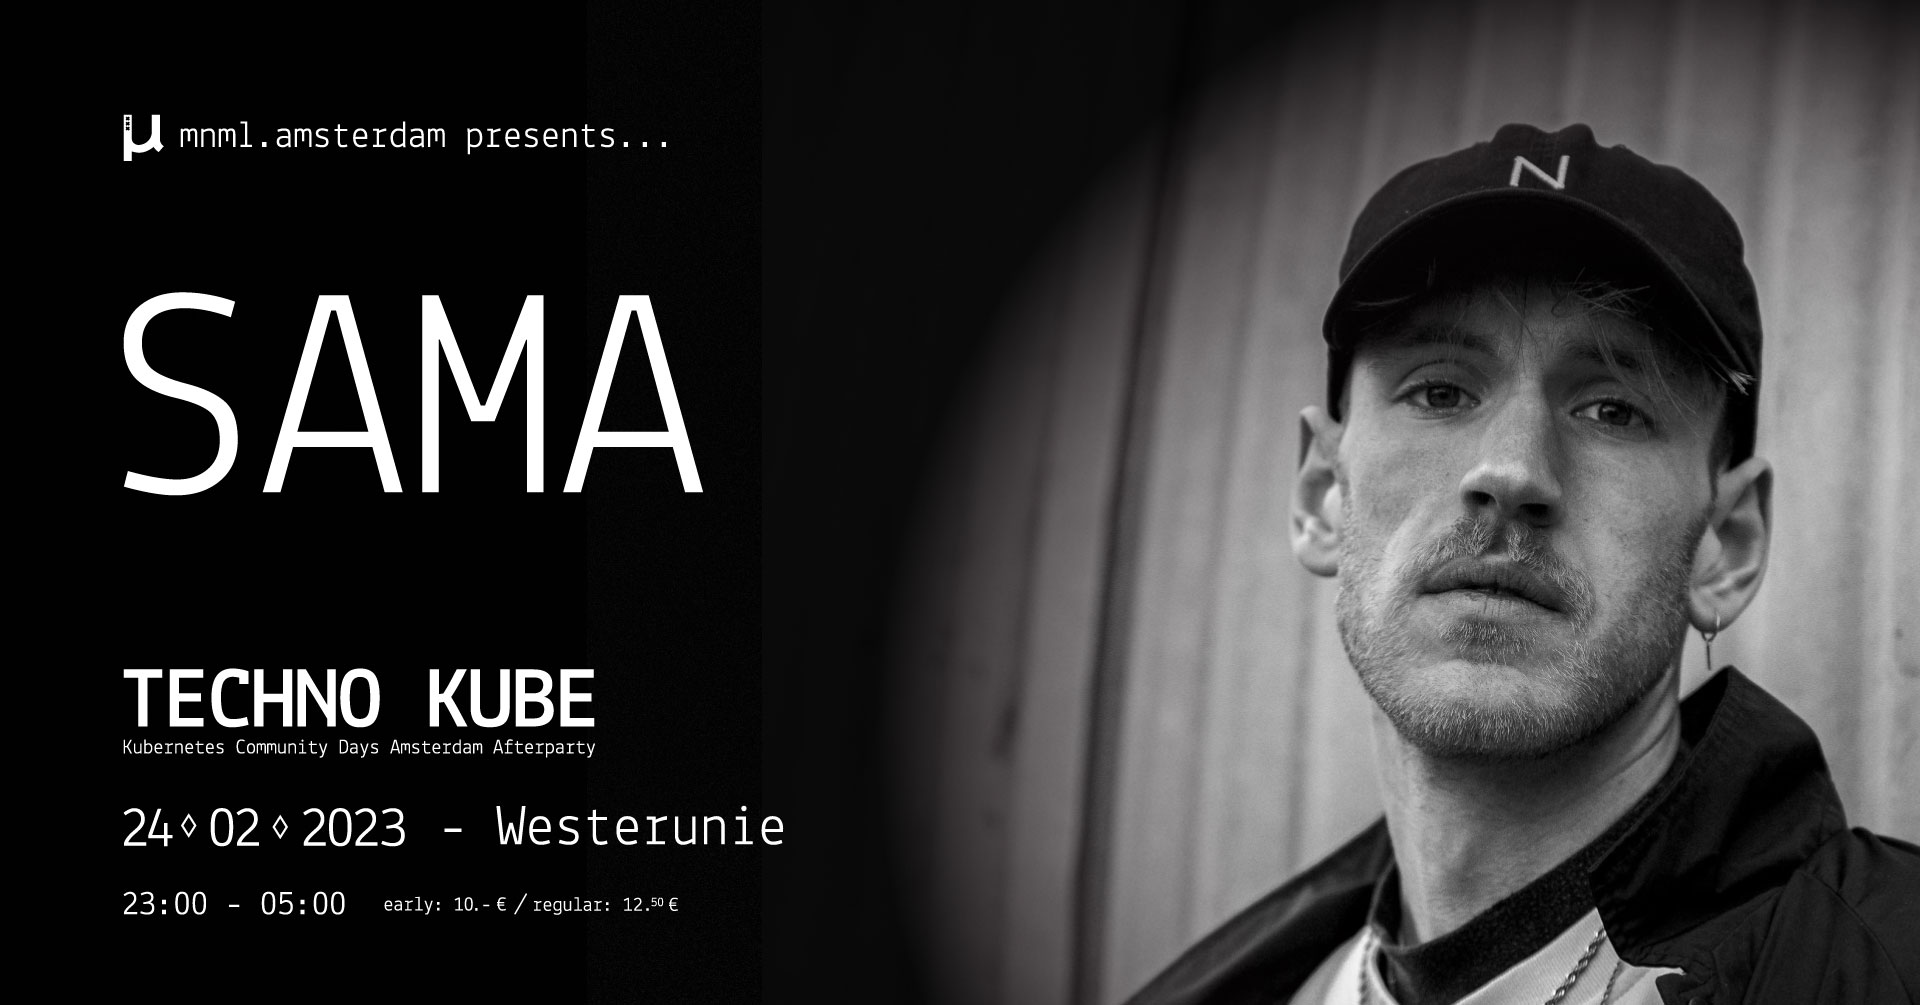 µ mnml.amsterdam presents...
N
SAMA
TECHNO KUBE
Kubernetes Community Days Amsterdam Afterparty
24◊02◊2023 - Westerunie
23:00 - 05:00 early: 10.-€ / regular: 12.50€